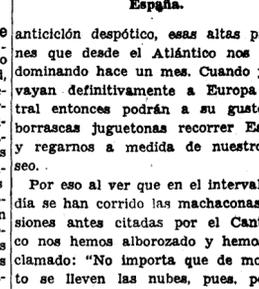 España.
anticiclón despótico, esas altas p
nes que desde el Atlántico nos
dominando hace un mes. Cuando
vayan definitivamente a Europa
tral entonces podrán a su gust
borrascas juguetonas recorrer Es
y regarnos a medida de nuestro
seo.
Por eso al ver que en el interval
día se han corrido las machaconas
siones antes citadas por el Cant
co nos hemos alborozado y hemo
clamado: "No importa que de mo
to se lleven las nubes, pues, p